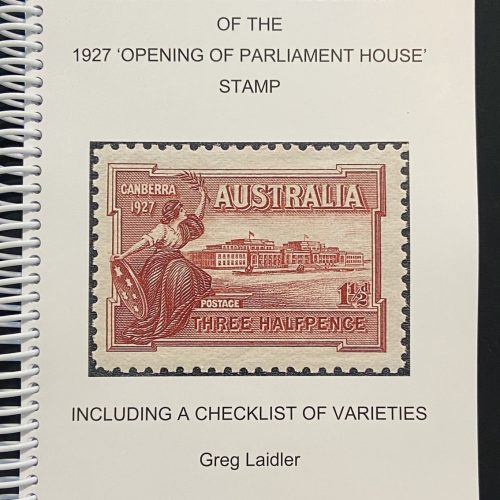 OF THE
1927 ‘OPENING OF PARLIAMENT HOUSE’
STAMP
CANBERRA
1927
AUSTRALIA
POSTAGE
1½d
THREE HALFPENCE
INCLUDING A CHECKLIST OF VARIETIES
Greg Laidler